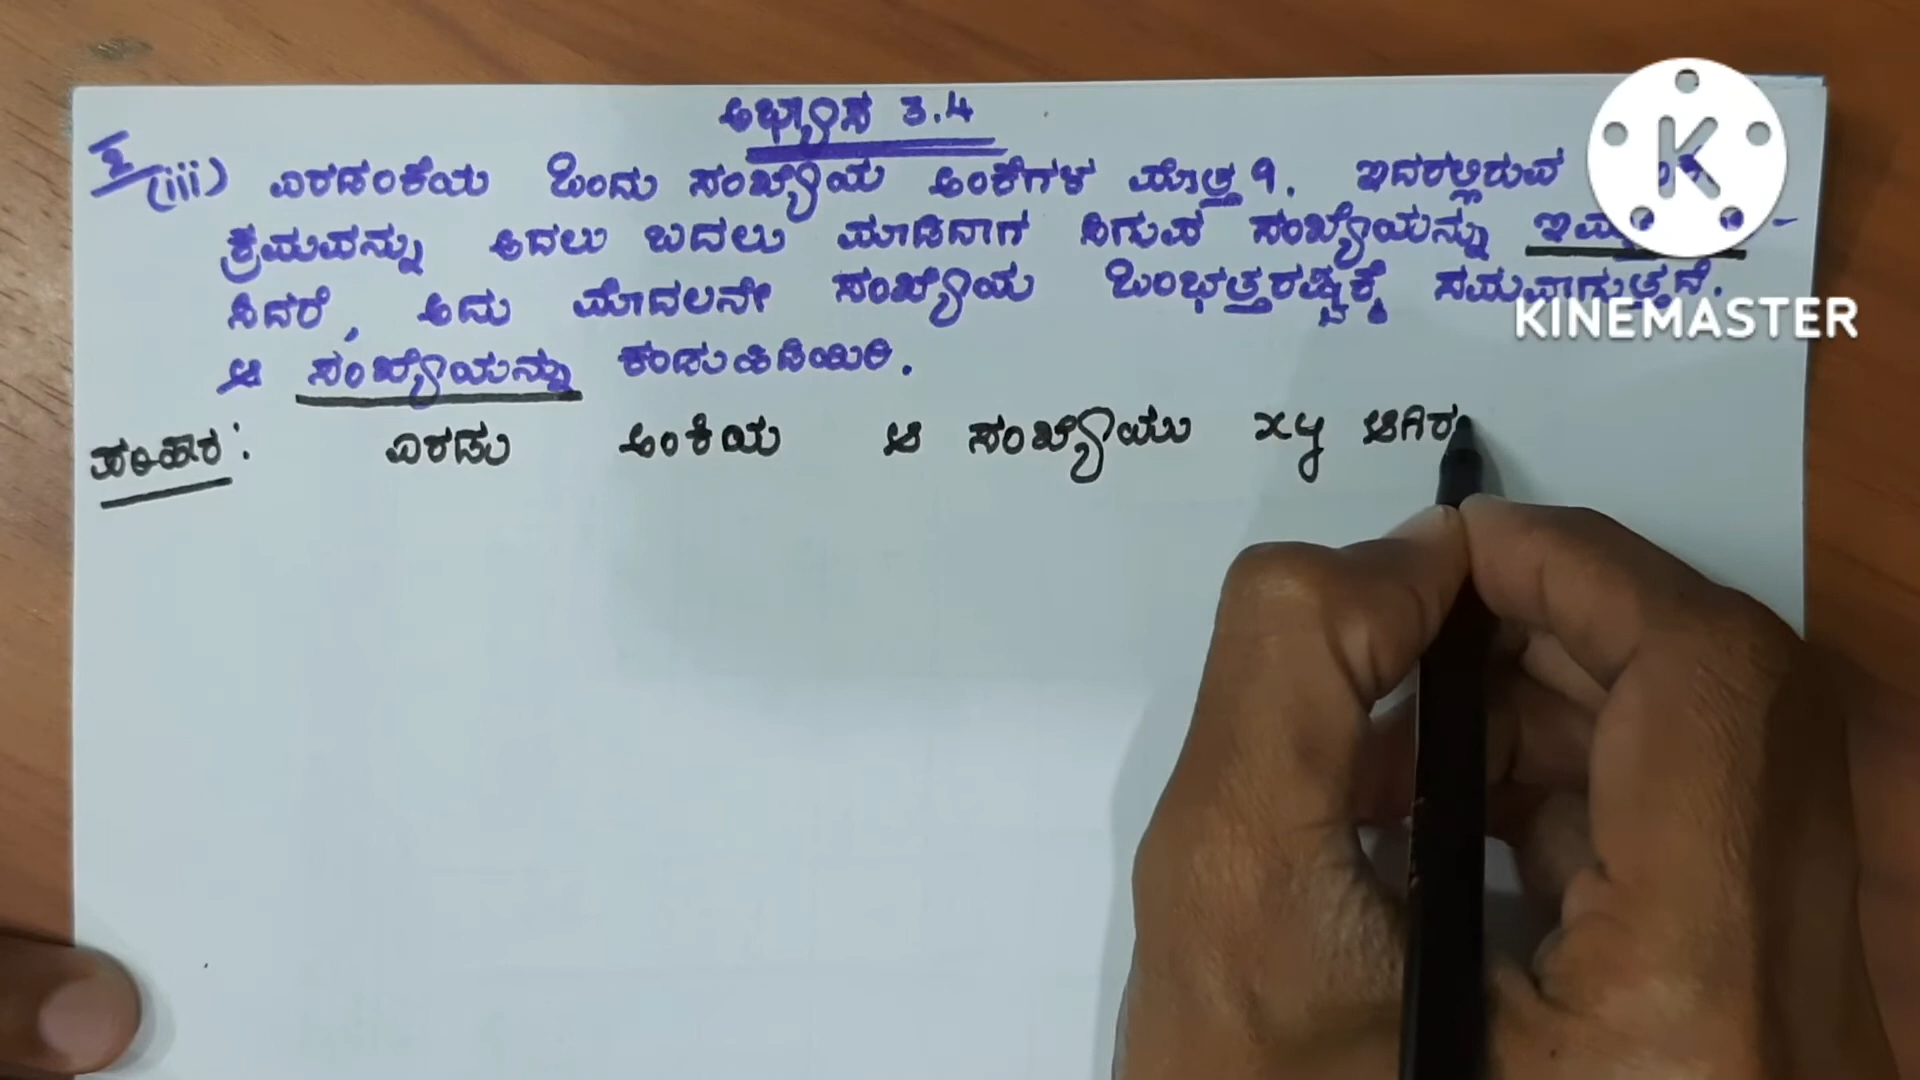 ಅಭ್ಯಾಸ 3.4
2 (iii) ಎರಡಂಕೆಯ ಒಂದು ಸಂಖ್ಯೆಯ ಅಂಕೆಗಳ ಮೊತ್ತ 9. ಇದರಲ್ಲಿರುವ
ಕ್ರಮವನ್ನು ಅದಲು ಬದಲು ಮಾಡಿದಾಗ ಸಿಗುವ ಸಂಖ್ಯೆಯನ್ನು
ಸಿದರೆ, ಅದು ಮೊದಲನೇ ಸಂಖ್ಯೆಯ ಒಂಭತ್ತರಷ್ಟಕ್ಕೆ ಸಮವಾಗುತ್ತದೆ.
ಆ ಸಂಖ್ಯೆಯನ್ನು ಕಂಡುಹಿಡಿಯಿರಿ.
ಪರಿಹಾರ: ಎರಡು ಅಂಕಿಯ ಆ ಸಂಖ್ಯೆಯು xy ಆಗಿರ
K
KINEMASTER